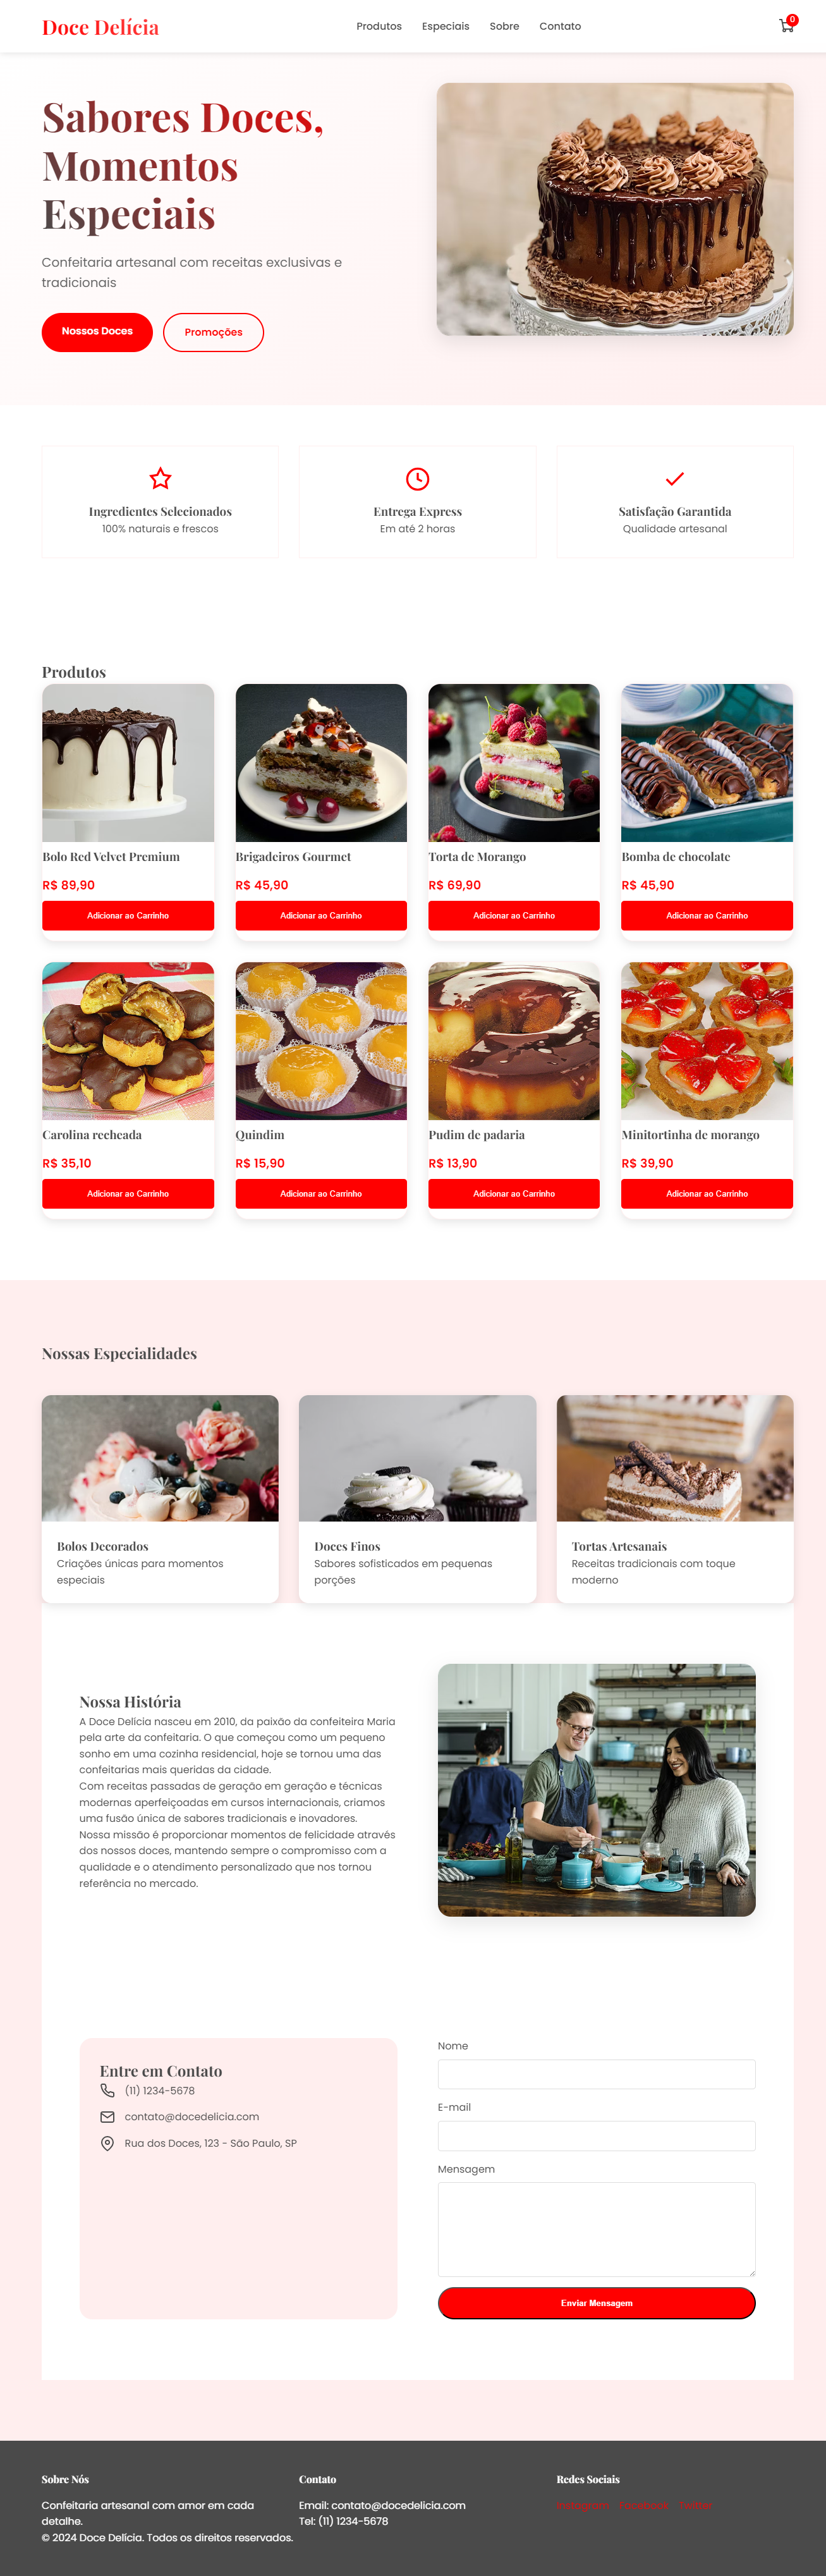 Doce Delícia
Produtos
Especiais
Sobre
Contato
0
Sabores Doces,
Momentos
Especiais
Confeitaria artesanal com receitas exclusivas e
tradicionais
Nossos Doces
Promoções
Ingredientes Selecionados
100% naturais e frescos
Entrega Express
Em até 2 horas
Satisfação Garantida
Qualidade artesanal
Produtos
Bolo Red Velvet Premium
R$ 89,90
Adicionar ao Carrinho
Brigadeiros Gourmet
R$ 45,90
Adicionar ao Carrinho
Torta de Morango
R$ 69,90
Adicionar ao Carrinho
Bomba de chocolate
R$ 45,90
Adicionar ao Carrinho
Carolina recheada
R$ 35,10
Adicionar ao Carrinho
Quindim
R$ 15,90
Adicionar ao Carrinho
Pudim de padaria
R$ 13,90
Adicionar ao Carrinho
Minitortinha de morango
R$ 39,90
Adicionar ao Carrinho
Nossas Especialidades
Bolos Decorados
Criações únicas para momentos
especiais
Doces Finos
Sabores sofisticados em pequenas
porções
Tortas Artesanais
Receitas tradicionais com toque
moderno
Nossa História
A Doce Delícia nasceu em 2010, da paixão da confeiteira Maria
pela arte da confeitaria. O que começou como um pequeno
sonho em uma cozinha residencial, hoje se tornou uma das
confeitarias mais queridas da cidade.
Com receitas passadas de geração em geração e técnicas
modernas aperfeiçoadas em cursos internacionais, criamos
uma fusão única de sabores tradicionais e inovadores.
Nossa missão é proporcionar momentos de felicidade através
dos nossos doces, mantendo sempre o compromisso com a
qualidade e o atendimento personalizado que nos tornou
referência no mercado.
Entre em Contato
(11) 1234-5678
contato@docedelicia.com
Rua dos Doces, 123 - São Paulo, SP
Nome
E-mail
Mensagem
Enviar Mensagem
Sobre Nós
Confeitaria artesanal com amor em cada
detalhe.
© 2024 Doce Delícia. Todos os direitos reservados.
Contato
Email: contato@docedelicia.com
Tel: (11) 1234-5678
Redes Sociais
Instagram
Facebook
Twitter